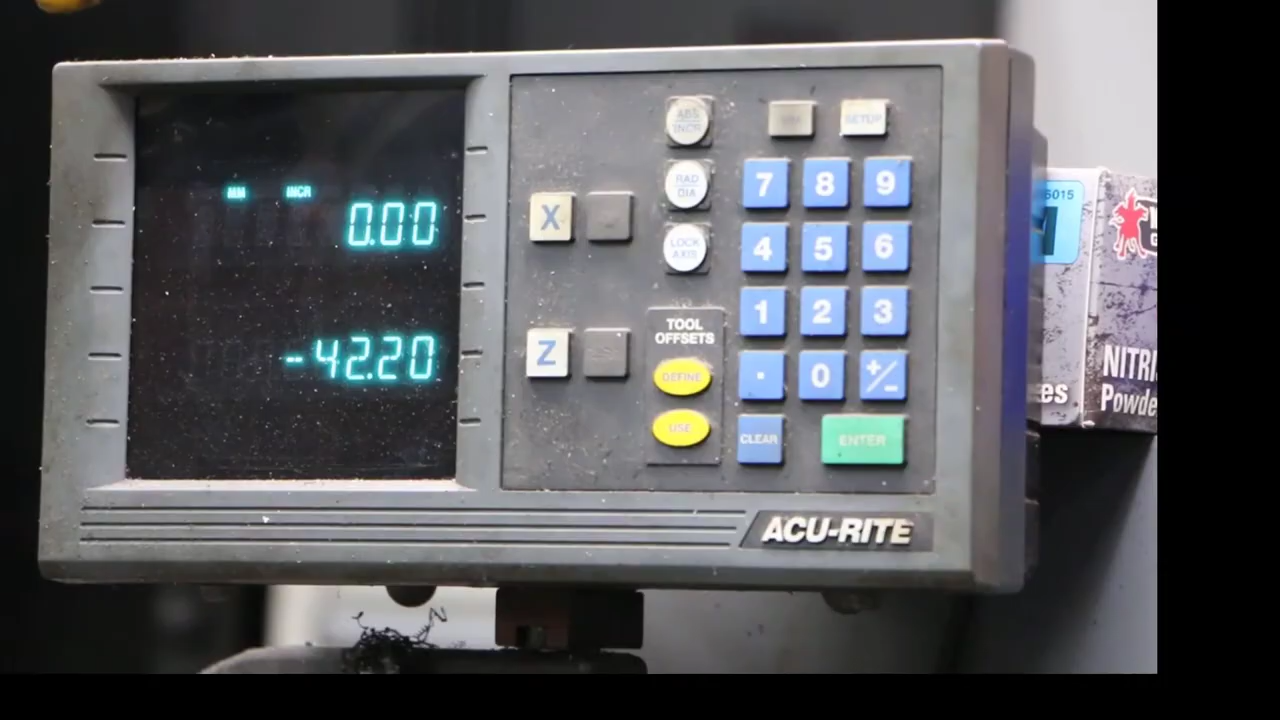 MM INCR
0.00
-42.20
ABS
INCR
RAD
DIA
LOCK
AXIS
X
Z
TOOL
OFFSETS
DEFINE
USE
SETUP
7 8 9
4 5 6
1 2 3
. 0 +/-
CLEAR ENTER
ACU-RITE
6015
NITRI
es Powde